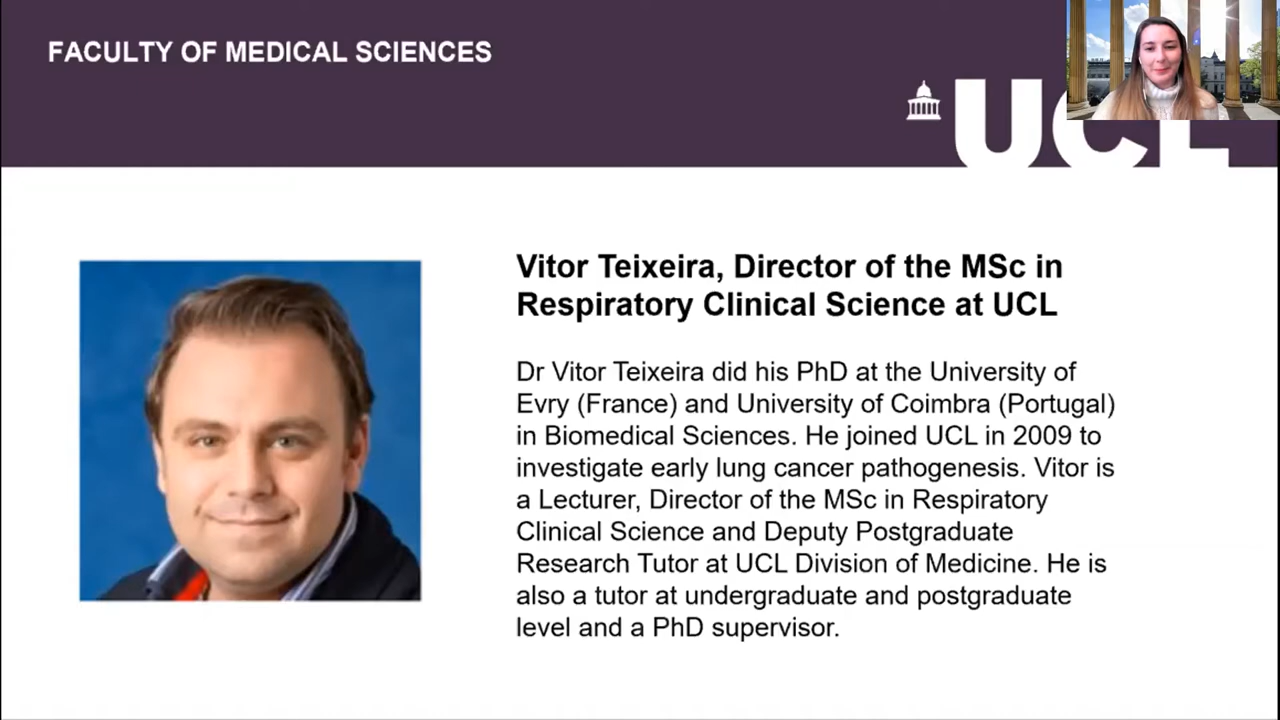 FACULTY OF MEDICAL SCIENCES
UCL
Vitor Teixeira, Director of the MSc in
Respiratory Clinical Science at UCL
Dr Vitor Teixeira did his PhD at the University of
Evry (France) and University of Coimbra (Portugal)
in Biomedical Sciences. He joined UCL in 2009 to
investigate early lung cancer pathogenesis. Vitor is
a Lecturer, Director of the MSc in Respiratory
Clinical Science and Deputy Postgraduate
Research Tutor at UCL Division of Medicine. He is
also a tutor at undergraduate and postgraduate
level and a PhD supervisor.